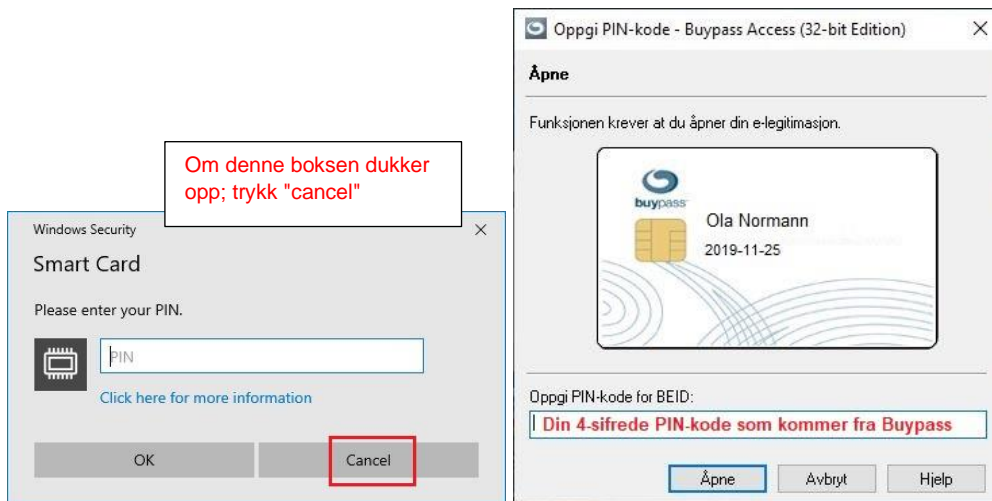 Om denne boksen dukker
opp; trykk "cancel"
Windows Security
Smart Card
Please enter your PIN.
PIN
Click here for more information
OK
Cancel
Oppgi PIN-kode - Buypass Access (32-bit Edition)
Åpne
Funksjonen krever at du åpner din e-legitimasjon.
buypass
Ola Normann
2019-11-25
Oppgi PIN-kode for BEID:
Din 4-sifrede PIN-kode som kommer fra Buypass
Åpne
Avbryt
Hjelp